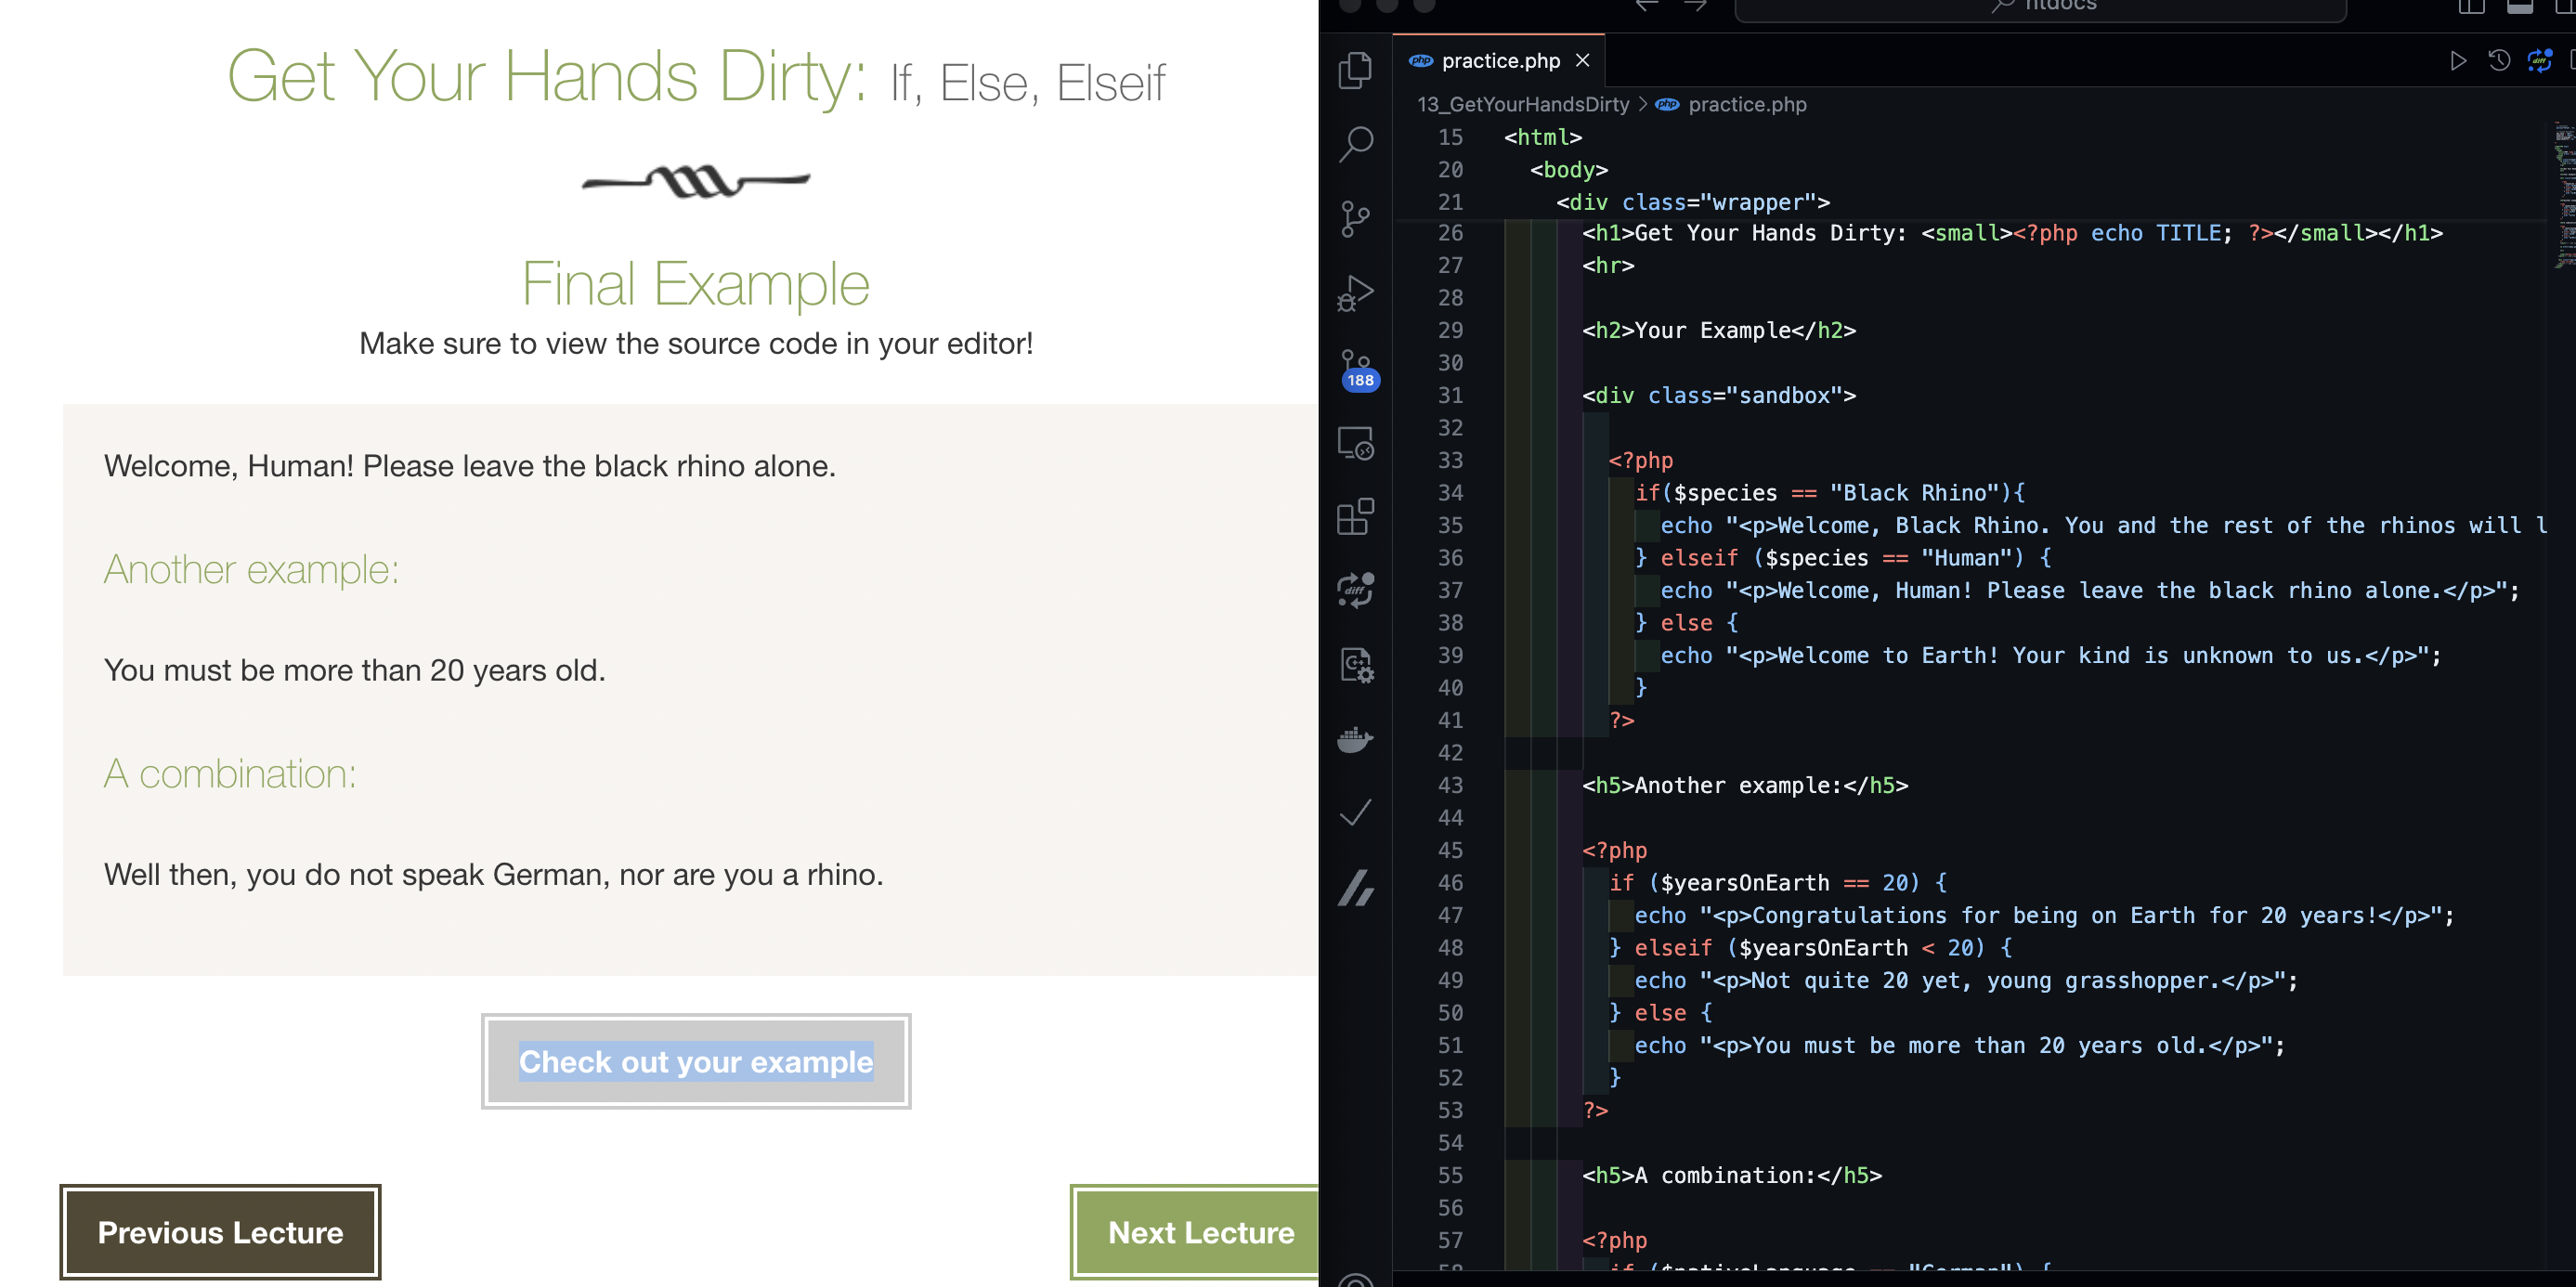 Get Your Hands Dirty: If, Else, Elseif
Final Example
Make sure to view the source code in your editor!
Welcome, Human! Please leave the black rhino alone.
Another example:
You must be more than 20 years old.
A combination:
Well then, you do not speak German, nor are you a rhino.
Check out your example
Previous Lecture
Next Lecture
htdocs
php practice.php
188
diff
13_GetYourHandsDirty > php practice.php
15 <html>
20 <body>
21 <div class="wrapper">
26 <h1>Get Your Hands Dirty: <small><?php echo TITLE; ?></small></h1>
27 <hr>
28
29 <h2>Your Example</h2>
30
31 <div class="sandbox">
32
33 <?php
34 if($species == "Black Rhino"){
35 echo "<p>Welcome, Black Rhino. You and the rest of the rhinos will l
36 } elseif ($species == "Human") {
37 echo "<p>Welcome, Human! Please leave the black rhino alone.</p>";
38 } else {
39 echo "<p>Welcome to Earth! Your kind is unknown to us.</p>";
40 }
41 ?>
42
43 <h5>Another example:</h5>
44
45 <?php
46 if ($yearsOnEarth == 20) {
47 echo "<p>Congratulations for being on Earth for 20 years!</p>";
48 } elseif ($yearsOnEarth < 20) {
49 echo "<p>Not quite 20 yet, young grasshopper.</p>";
50 } else {
51 echo "<p>You must be more than 20 years old.</p>";
52 }
53 ?>
54
55 <h5>A combination:</h5>
56
57 <?php
58 if ($nativeLanguage == "German") {